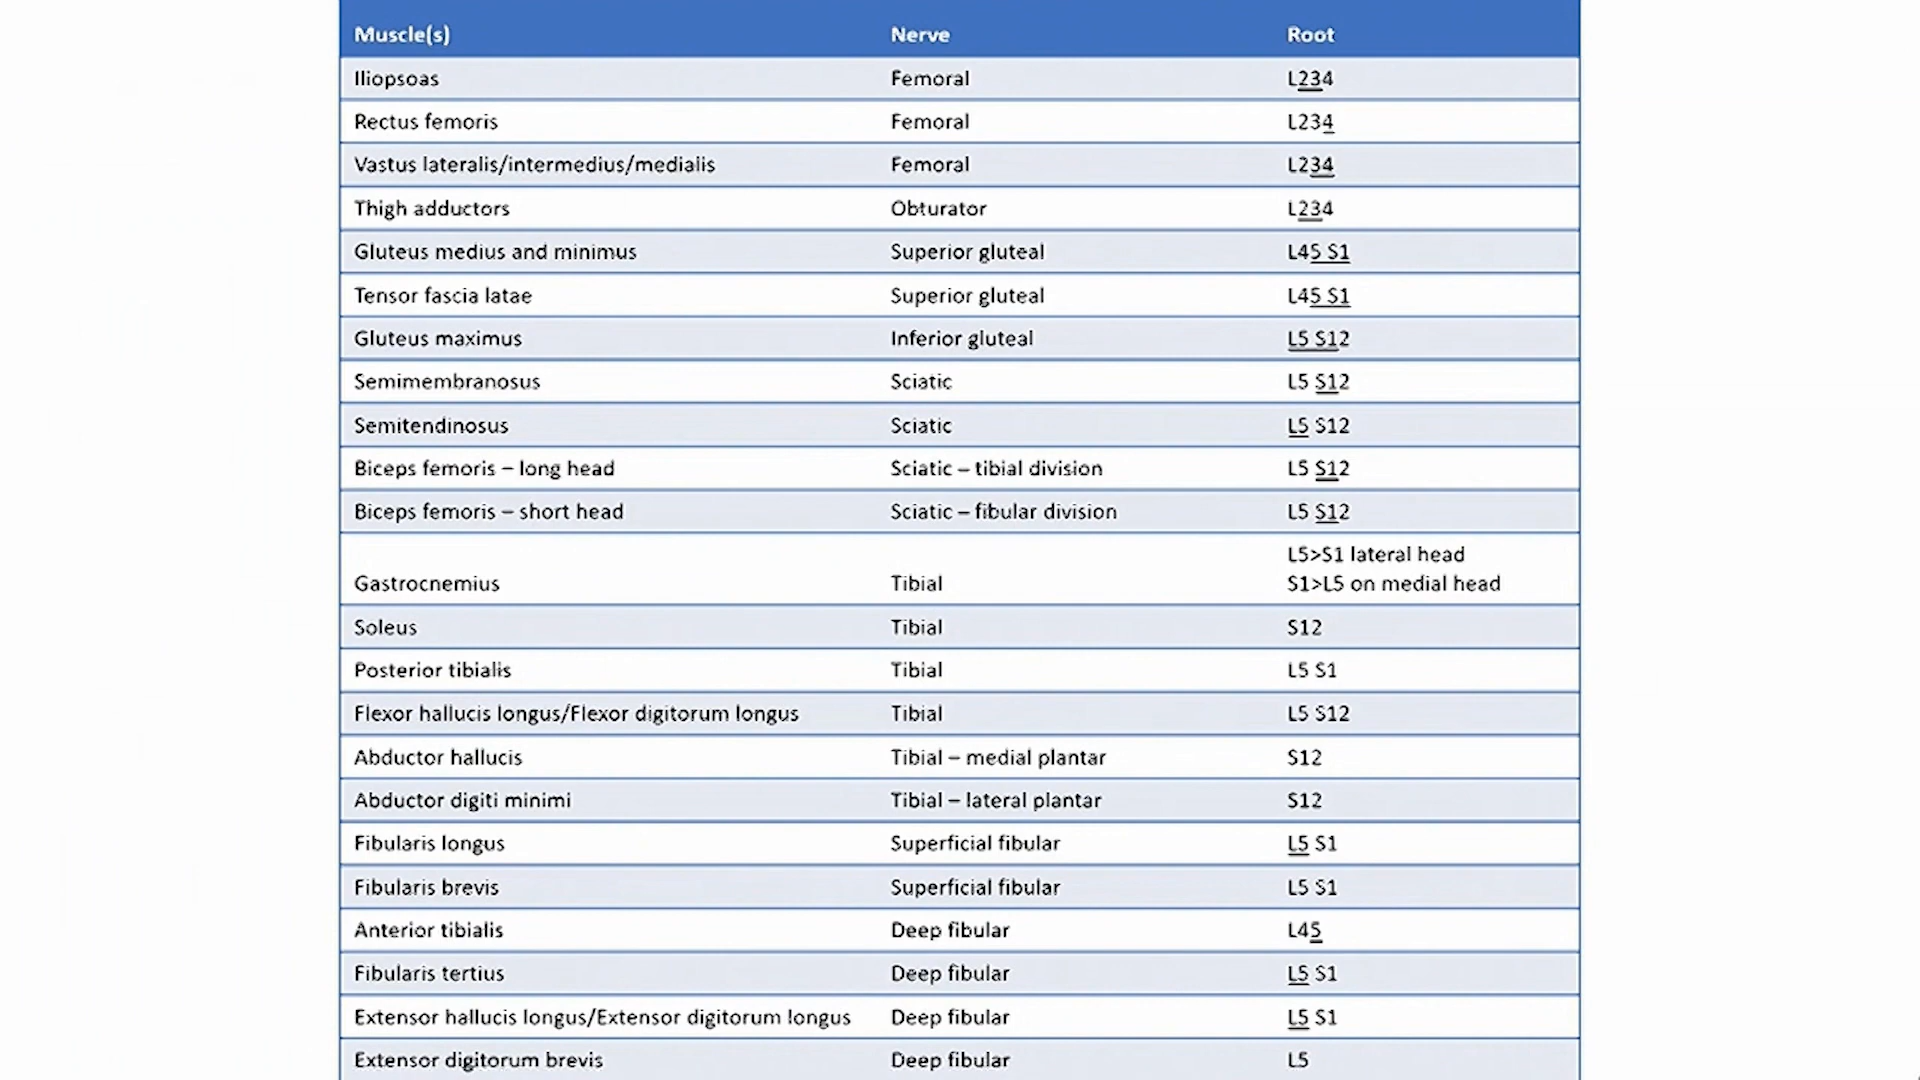 Muscle(s) Nerve Root
Iliopsoas Femoral L234
Rectus femoris Femoral L234
Vastus lateralis/intermedius/medialis Femoral L234
Thigh adductors Obturator L234
Gluteus medius and minimus Superior gluteal L45 S1
Tensor fascia latae Superior gluteal L45 S1
Gluteus maximus Inferior gluteal L5 S12
Semimembranosus Sciatic L5 S12
Semitendinosus Sciatic L5 S12
Biceps femoris – long head Sciatic – tibial division L5 S12
Biceps femoris – short head Sciatic – fibular division L5 S12
L5>S1 lateral head
Gastrocnemius Tibial S1>L5 on medial head
Soleus Tibial S12
Posterior tibialis Tibial L5 S1
Flexor hallucis longus/Flexor digitorum longus Tibial L5 S12
Abductor hallucis Tibial – medial plantar S12
Abductor digiti minimi Tibial – lateral plantar S12
Fibularis longus Superficial fibular L5 S1
Fibularis brevis Superficial fibular L5 S1
Anterior tibialis Deep fibular L45
Fibularis tertius Deep fibular L5 S1
Extensor hallucis longus/Extensor digitorum longus Deep fibular L5 S1
Extensor digitorum brevis Deep fibular L5